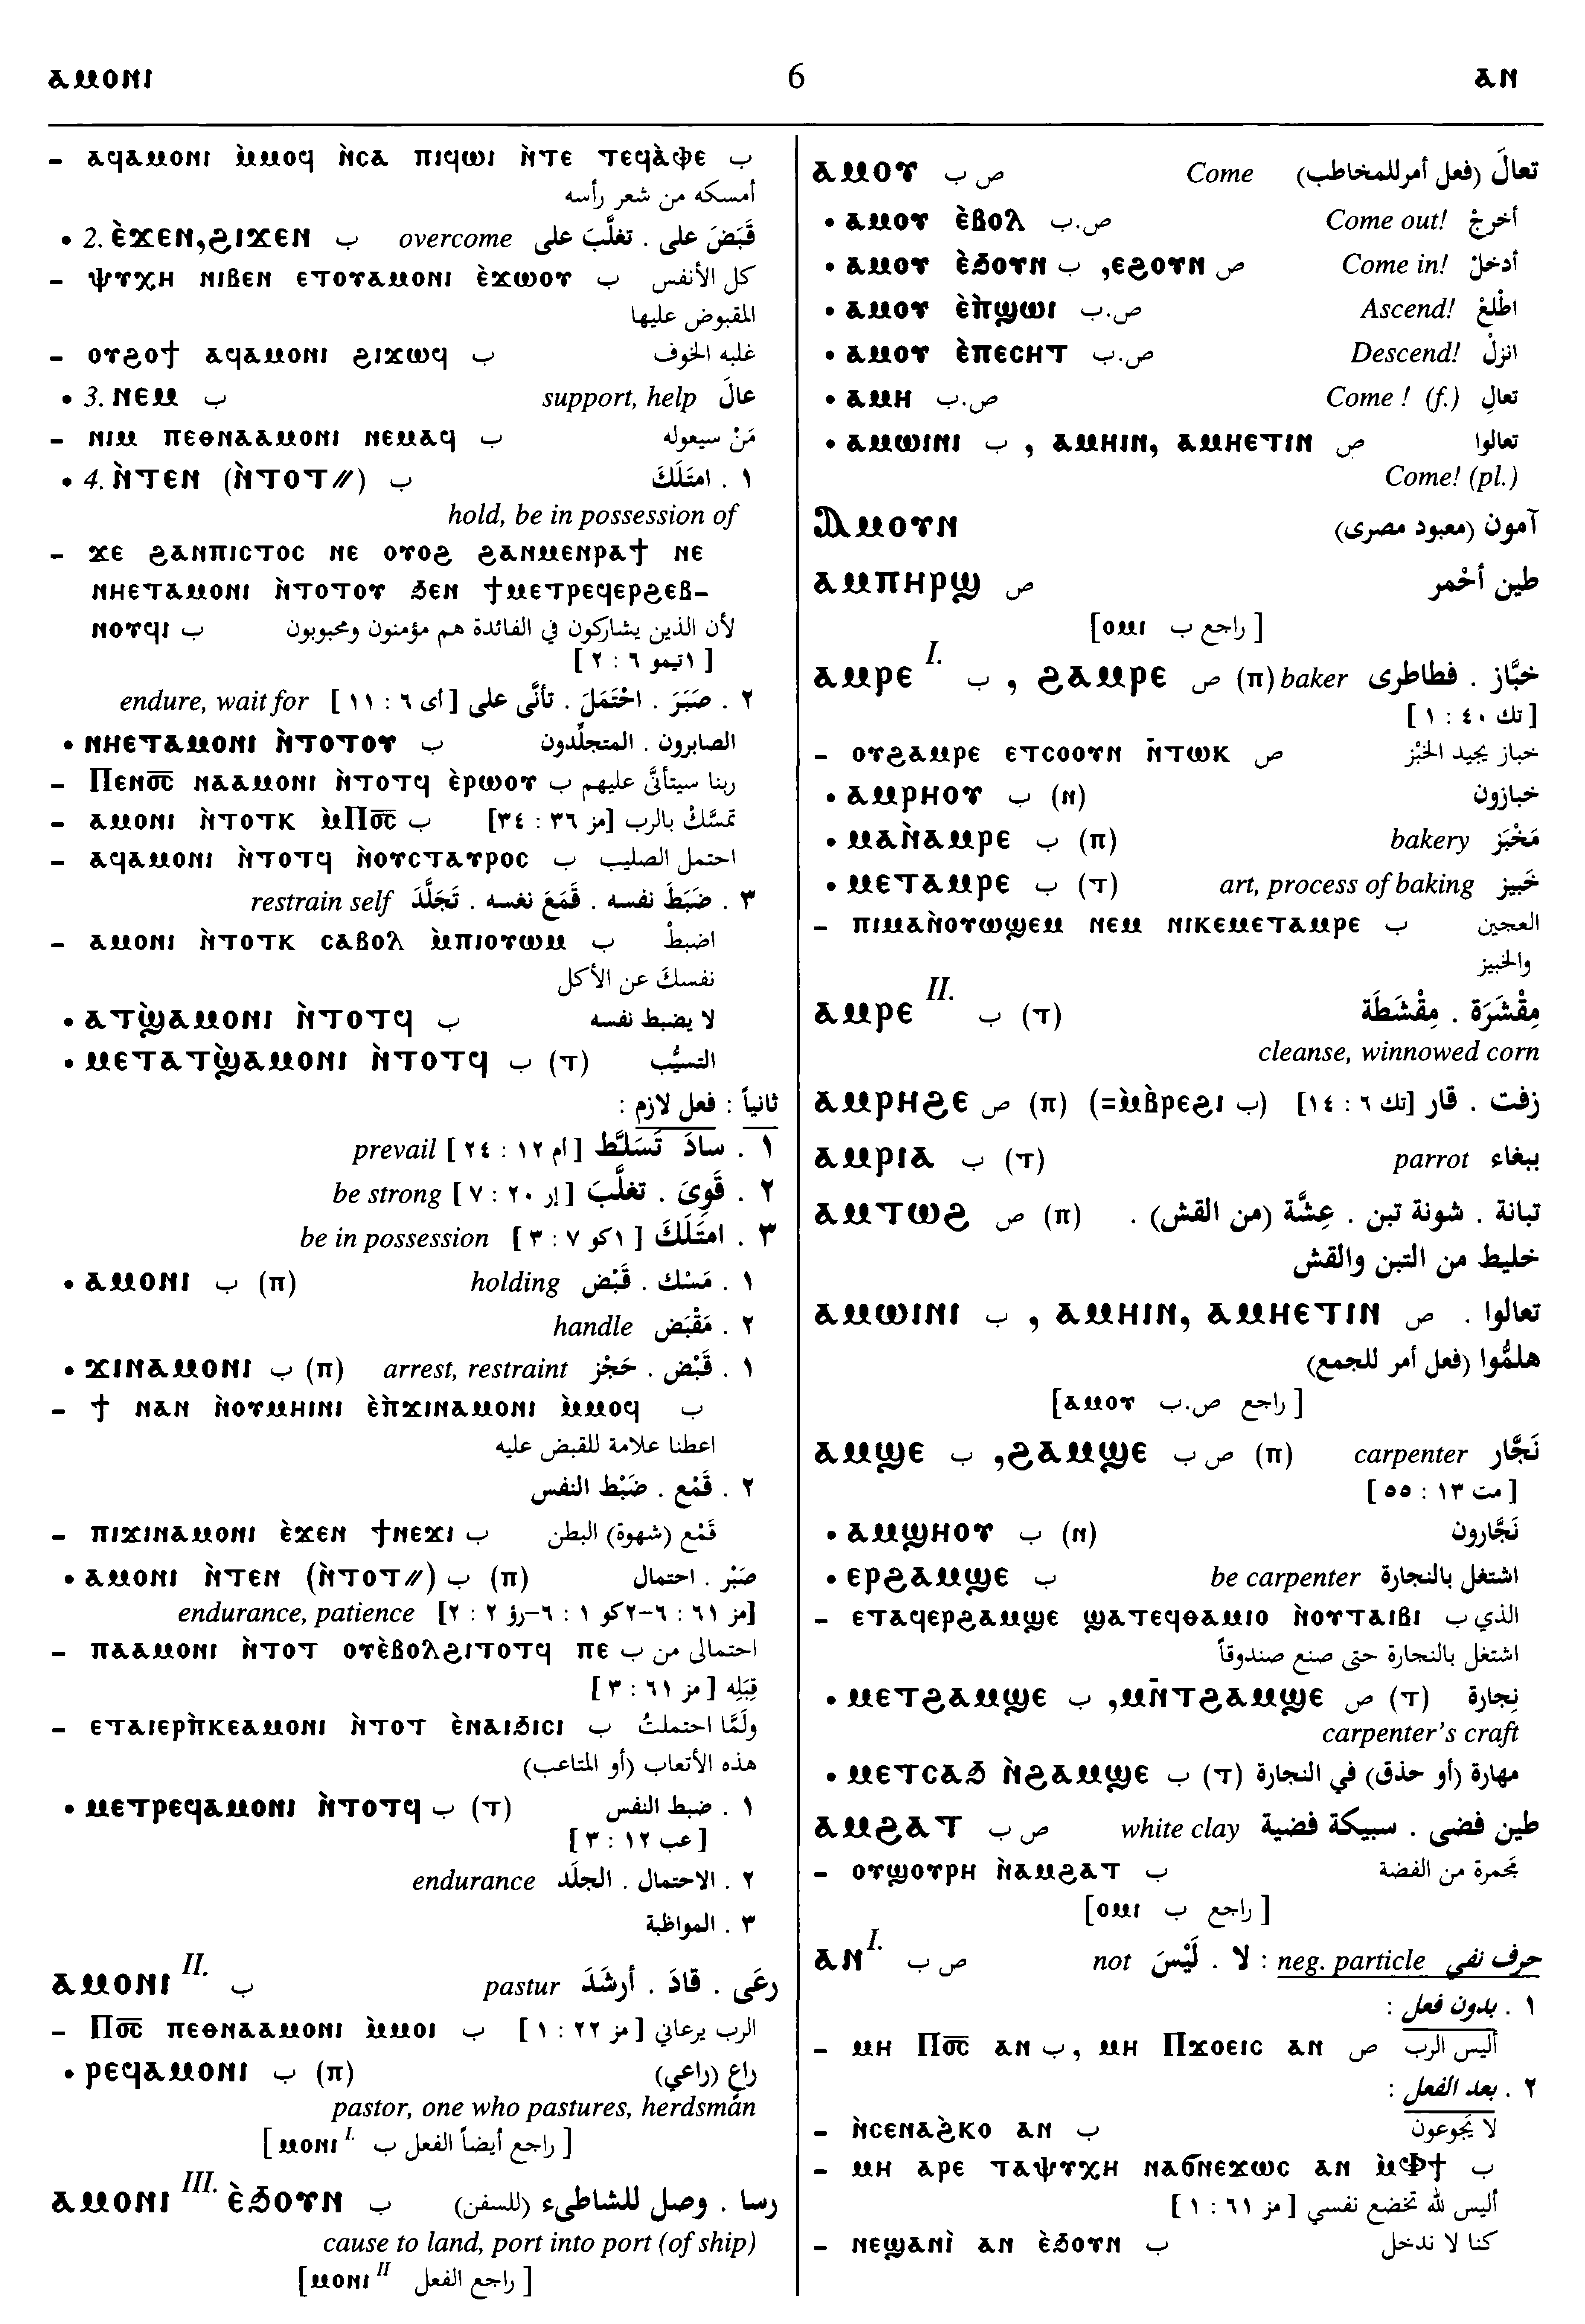 ⲁⲙⲟⲛⲓ 6 ⲁⲛ
– ⲁϥⲁⲙⲟⲛⲓ ⲙ̀ⲙⲟϥ ⲛ̀ⲥⲁ ⲡⲓϥⲱⲓ ⲛ̀ⲧⲉ ⲧⲉϥⲁ̀ⲫⲉ ب
أمسكه من شعر رأسه
• 2. ⲉ̀ϫⲉⲛ, ϩⲓϫⲉⲛ ب overcome قَبَضَ على . تغلَّبَ على
– ⲯⲩⲭⲏ ⲛⲓⲃⲉⲛ ⲉⲧⲟⲩⲁⲙⲟⲛⲓ ⲉ̀ϫⲱⲟⲩ ب كل الأنفس
المقبوض عليها
– ⲟⲩϩⲟϯ ⲁϥⲁⲙⲟⲛⲓ ϩⲓϫⲱϥ ب غلبه الخوف
• 3. ⲛⲉⲙ ب support, help عالَ
– ⲛⲓⲙ ⲡⲉⲑⲛⲁⲁⲙⲟⲛⲓ ⲛⲉⲙⲁϥ ب مَنْ سيعوله
• 4. ⲛ̀ⲧⲉⲛ (ⲛ̀ⲧⲟⲧ//) ب ١ . امتَلَكَ
hold, be in possession of
– ϫⲉ ϩⲁⲛⲡⲓⲥⲧⲟⲥ ⲛⲉ ⲟⲩⲟϩ ϩⲁⲛⲙⲉⲛⲣⲁϯ ⲛⲉ
ⲛⲏⲉⲧⲁⲙⲟⲛⲓ ⲛ̀ⲧⲟⲧⲟⲩ ϧⲉⲛ ϯⲙⲉⲧⲣⲉϥⲉⲣϩⲉⲃ-
ⲛⲟⲩϥⲓ ب لأن الذين يشاركون في الفائدة هم مؤمنون ومحبوبون
[ ١تيمو ٦ : ٢ ]
٢ . صَبَرَ . احْتَمَلَ . تأنَّى على [ أى ٦ : ١١ ] endure, wait for
• ⲛⲏⲉⲧⲁⲙⲟⲛⲓ ⲛ̀ⲧⲟⲧⲟⲩ ب الصابرون . المتجلِّدون
– Ⲡⲉⲛϭ̅ⲥ̅ ⲛⲁⲁⲙⲟⲛⲓ ⲛ̀ⲧⲟⲧϥ ⲉ̀ⲣⲱⲟⲩ ب ربنا سيتأنَّى عليهم
– ⲁⲙⲟⲛⲓ ⲛ̀ⲧⲟⲧⲕ ⲙ̀Ⲡϭ̅ⲥ̅ ب تمسَّكْ بالرب [مز ٣٦ : ٣٤]
– ⲁϥⲁⲙⲟⲛⲓ ⲛ̀ⲧⲟⲧϥ ⲛ̀ⲟⲩⲥⲧⲁⲩⲣⲟⲥ ب احتمل الصليب
٣ . ضَبَطَ نفسه . قَمَعَ نفسه . تَجَلَّدَ restrain self
– ⲁⲙⲟⲛⲓ ⲛ̀ⲧⲟⲧⲕ ⲥⲁⲃⲟⲗ ⲙ̀ⲡⲓⲟⲩⲱⲙ ب اضبطْ
نفسكَ عن الأكل
• ⲁⲧϣ̀ⲁⲙⲟⲛⲓ ⲛ̀ⲧⲟⲧϥ ب لا يضبط نفسه
• ⲙⲉⲧⲁⲧϣ̀ⲁⲙⲟⲛⲓ ⲛ̀ⲧⲟⲧϥ ب (ⲧ) التسيُّب
ثانياً : فعل لازم :
١ . سادَ تَسَلَّط [ أم ١٢ : ٢٤ ] prevail
٢ . قَوِىَ . تغلَّبَ [ إر ٢٠ : ٧ ] be strong
٣ . امتَلَكَ [ ١كو ٧ : ٣ ] be in possession
• ⲁⲙⲟⲛⲓ ب (ⲡ) holding ١ . مَسْك . قَبْض
٢ . مَقْبَض handle
• ϫⲓⲛⲁⲙⲟⲛⲓ ب (ⲡ) arrest, restraint ١ . قَبْض . حَجْز
– ϯ ⲛⲁⲛ ⲛ̀ⲟⲩⲙⲏⲓⲛⲓ ⲉ̀ⲡ̀ϫⲓⲛⲁⲙⲟⲛⲓ ⲙ̀ⲙⲟϥ ب
اعطنا علامة للقبض عليه
٢ . قَمْع . ضَبْط النفس
– ⲡⲓϫⲓⲛⲁⲙⲟⲛⲓ ⲉ̀ϫⲉⲛ ϯⲛⲉϫⲓ ب قَمْع (شهوة) البطن
• ⲁⲙⲟⲛⲓ ⲛ̀ⲧⲉⲛ (ⲛ̀ⲧⲟⲧ//) ب (ⲡ) صَبْر . احتمال
[مز ٦١ : ٦-٢كو ١ : ٦-رؤ ٢ : ٢] endurance, patience
– ⲡⲁⲁⲙⲟⲛⲓ ⲛ̀ⲧⲟⲧ ⲟⲩⲉ̀ⲃⲟⲗϩⲓⲧⲟⲧϥ ⲡⲉ ب احتمالى من
قِبَلِه [ مز ٦١ : ٣ ]
– ⲉⲧⲁⲓⲉⲣⲡ̀ⲕⲉⲁⲙⲟⲛⲓ ⲛ̀ⲧⲟⲧ ⲉ̀ⲛⲁⲓϧⲓⲥⲓ ب ولَمَّا احتملتُ
هذه الأتعاب (أو المتاعب)
• ⲙⲉⲧⲣⲉϥⲁⲙⲟⲛⲓ ⲛ̀ⲧⲟⲧϥ ب (ⲧ) ١ . ضبط النفس
[ عب ١٢ : ٣ ]
٢ . الاحتمال . الجلَد endurance
٣ . المواظبة
ⲁⲙⲟⲛⲓ II. ب pastur رعَى . قادَ . أرشَدَ
– Ⲡϭ̅ⲥ̅ ⲡⲉⲑⲛⲁⲁⲙⲟⲛⲓ ⲙ̀ⲙⲟⲓ ب الرب يرعاني [ مز ٢٢ : ١ ]
• ⲣⲉϥⲁⲙⲟⲛⲓ ب (ⲡ) راعٍ (راعي)
pastor, one who pastures, herdsman
[ راجع أيضاً الفعل ب ⲙⲟⲛⲓ I. ]
ⲁⲙⲟⲛⲓ III. ⲉ̀ϧⲟⲩⲛ ب رسا . وصل للشاطىء (للسفن)
cause to land, port into port (of ship)
[ راجع الفعل ⲙⲟⲛⲓ II ]
ⲁⲙⲟⲩ ص ب Come تعالَ (فعل أمر للمخاطب)
• ⲁⲙⲟⲩ ⲉ̀ⲃⲟⲗ ص.ب Come out! أخرجْ
• ⲁⲙⲟⲩ ⲉ̀ϧⲟⲩⲛ ب, ⲉϩⲟⲩⲛ ص Come in! أدخلْ
• ⲁⲙⲟⲩ ⲉ̀ⲡ̀ϣⲱⲓ ص.ب Ascend! اطْلَعْ
• ⲁⲙⲟⲩ ⲉ̀ⲡⲉⲥⲏⲧ ص.ب Descend! انزلْ
• ⲁⲙⲏ ص.ب Come ! (f.) تعالِ
• ⲁⲙⲱⲓⲛⲓ ب , ⲁⲙⲏⲓⲛ, ⲁⲙⲏⲉⲧⲓⲛ ص تعالوا
Come! (pl.)
Ⲁⲙⲟⲩⲛ آمون (معبود مصرى)
ⲁⲙⲡⲏⲣϣ ص طين أحْمر
[ راجع ب ⲟⲙⲓ]
ⲁⲙⲣⲉ I. ب , ϩⲁⲙⲣⲉ ص (ⲡ) baker خبَّاز . فطاطرى
[ تك ٤٠ : ١ ]
– ⲟⲩϩⲁⲙⲣⲉ ⲉⲧⲥⲟⲟⲩⲛ ⲛ̄ⲧⲱⲕ ص خباز يجيد الخَبْز
• ⲁⲙⲣⲏⲟⲩ ب (ⲛ) خبازون
• ⲙⲁⲛ̀ⲁⲙⲣⲉ ب (ⲡ) bakery مَخْبَز
• ⲙⲉⲧⲁⲙⲣⲉ ب (ⲧ) art, process of baking خَبيز
– ⲡⲓⲙⲁⲛ̀ⲟⲩⲱϣⲉⲙ ⲛⲉⲙ ⲛⲓⲕⲉⲙⲉⲧⲁⲙⲣⲉ ب العجين
والخبيز
ⲁⲙⲣⲉ II. ب (ⲧ) مِقْشَرَة . مِقْشَطَة
cleanse, winnowed corn
ⲁⲙⲣⲏϩⲉ ص (ⲡ) (=ⲙ̀ⲃⲣⲉϩⲓ ب) زفت . قار [تك ٦ : ١٤]
ⲁⲙⲣⲓⲁ ب (ⲧ) parrot ببغاء
ⲁⲙⲧⲱϩ ص (ⲡ) تبانة . شونة تبن . عِشَّة (من القش) .
خليط من التبن والقش
ⲁⲙⲱⲓⲛⲓ ب , ⲁⲙⲏⲓⲛ, ⲁⲙⲏⲉⲧⲓⲛ ص تعالوا .
هلمُّوا (فعل أمر للجمع)
[ راجع ص.ب ⲁⲙⲟⲩ]
ⲁⲙϣⲉ ب ,ϩⲁⲙϣⲉ ص ب (ⲡ) carpenter نَجَّار
[ مت ١٣ : ٥٥ ]
• ⲁⲙϣⲏⲟⲩ ب (ⲛ) نَجَّارون
• ⲉⲣϩⲁⲙϣⲉ ب be carpenter اشتغل بالنجارة
– ⲉⲧⲁϥⲉⲣϩⲁⲙϣⲉ ϣⲁⲧⲉϥⲑⲁⲙⲓⲟ ⲛ̀ⲟⲩⲧⲁⲓⲃⲓ ب الذي
اشتغل بالنجارة حتى صنع صندوقاً
• ⲙⲉⲧϩⲁⲙϣⲉ ب ,ⲙⲛ̄ⲧϩⲁⲙϣⲉ ص (ⲧ) نِجارة
carpenter's craft
• ⲙⲉⲧⲥⲁϧ ⲛ̀ϩⲁⲙϣⲉ ب (ⲧ) مهارة (أو حذق) في النجارة
ⲁⲙϩⲁⲧ ص ب white clay طين فضى . سبيكة فضية
– ⲟⲩϣⲟⲩⲣⲏ ⲛ̀ⲁⲙϩⲁⲧ ب مجمرة من الفضة
[ راجع ب ⲟⲙⲓ]
ⲁⲛ I. ص ب not حرف نفي neg. particle : لا . لَيْسَ
١ . بدون فعل :
– ⲙⲏ Ⲡϭ̅ⲥ̅ ⲁⲛ ب, ⲙⲏ Ⲡϫⲟⲉⲓⲥ ⲁⲛ ص أليس الرب
٢ . بعد الفعل :
– ⲛ̀ⲥⲉⲛⲁϩ̀ⲕⲟ ⲁⲛ ب لا يَجوعون
– ⲙⲏ ⲁⲣⲉ ⲧⲁⲯⲩⲭⲏ ⲛⲁϭⲛⲉϫⲱⲥ ⲁⲛ ⲙ̀Ⲫϯ ب
أليس لله تخضع نفسي [ مز ٦١ : ١ ]
– ⲛⲉϣⲁⲛⲓ̀ ⲁⲛ ⲉ̀ϧⲟⲩⲛ ب كنا لا ندخل